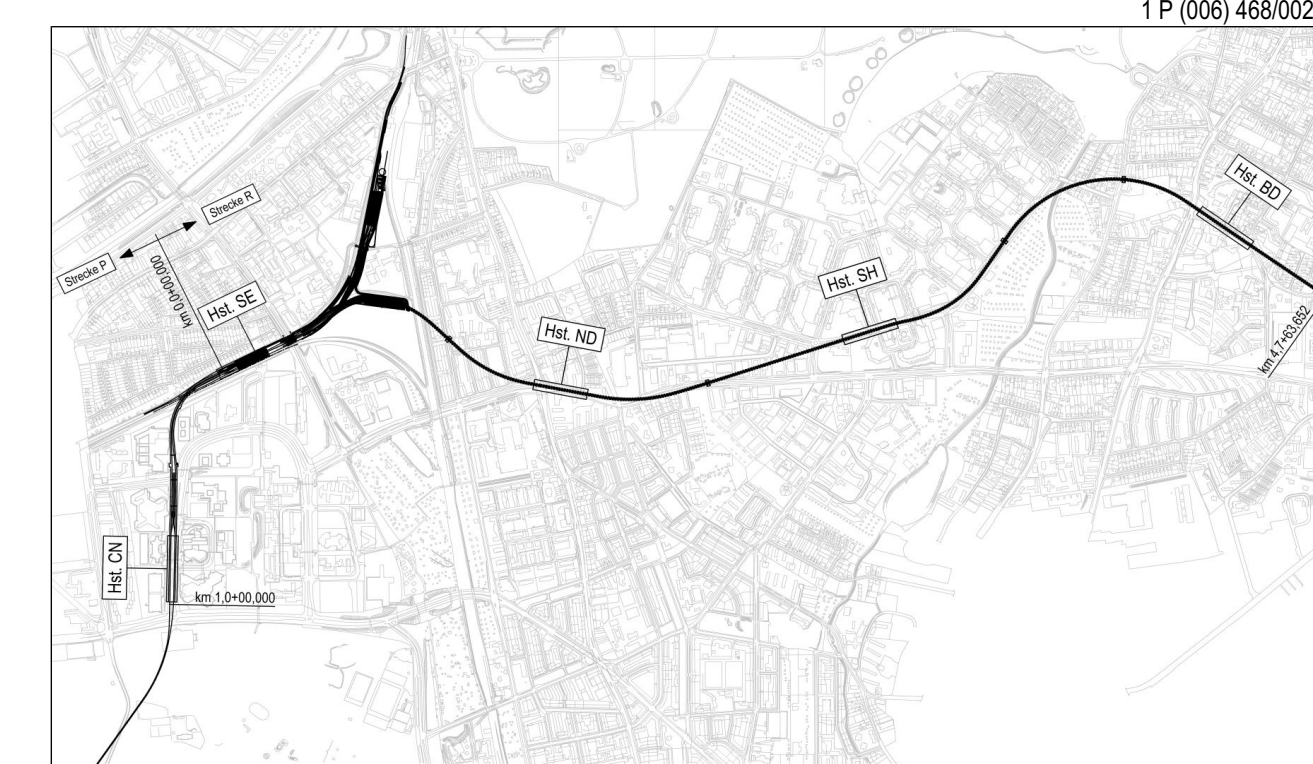 1 P (006) 468/002
Strecke R
Strecke P
km 0,0+00,000
Hst. SE
Hst. ND
Hst. SH
Hst. BD
km 4,7+63,652
Hst. CN
km 1,0+00,000